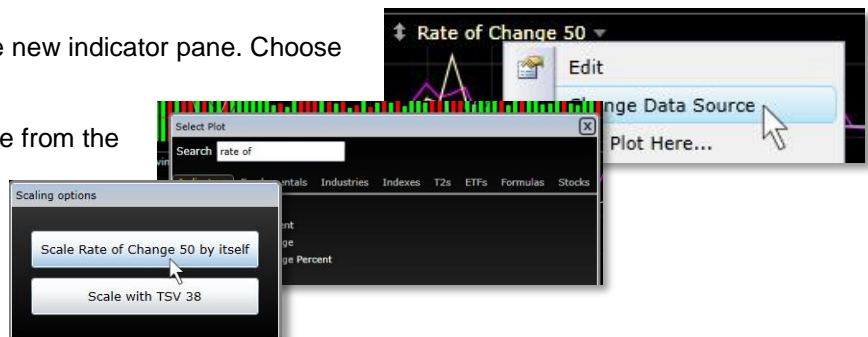 e new indicator pane. Choose
e from the
Rate of Change 50
Edit
nge Data Source
Plot Here...
Select Plot
X
Search rate of
ntals Industries Indexes T2s ETFs Formulas Stocks
ent
ge
ge Percent
Scaling options
Scale Rate of Change 50 by itself
Scale with TSV 38